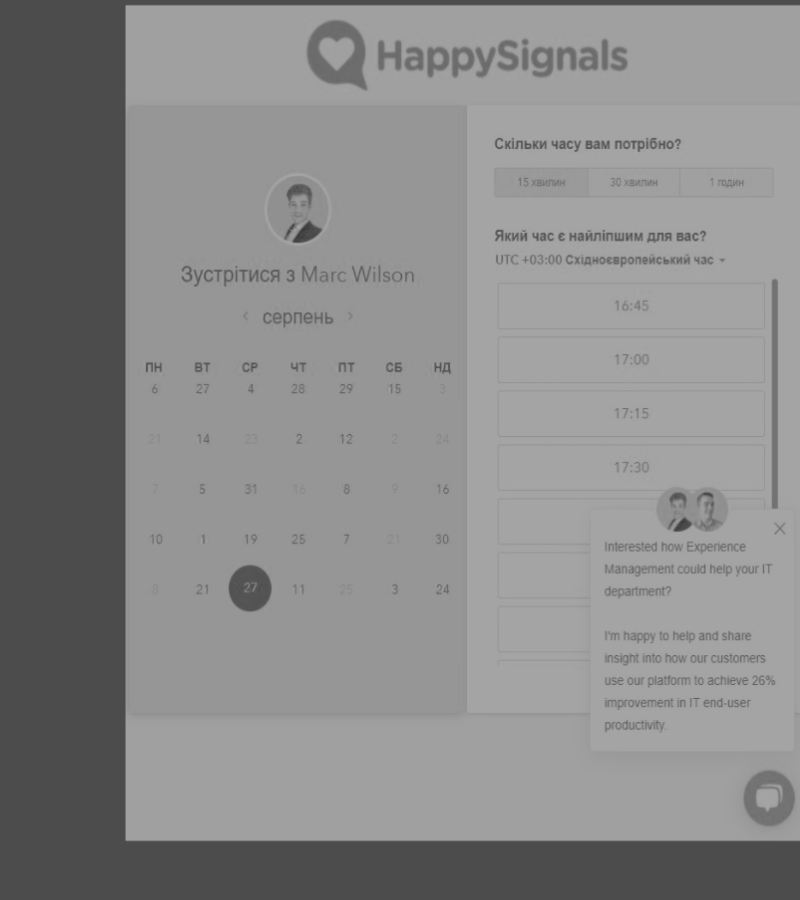 HappySignals
Зустрітися з Marc Wilson
серпень
ПН ВТ СР ЧТ ПТ СБ НД
6 27 4 28 29 15 3
21 14 23 2 12 2 24
7 5 31 16 8 9 16
10 1 19 25 7 21 30
8 21 27 11 25 3 24
Скільки часу вам потрібно?
15 хвилин 30 хвилин 1 годин
Який час є найліпшим для вас?
UTC +03:00 Східноєвропейський час
16:45
17:00
17:15
17:30
Interested how Experience
Management could help your IT
department?
I'm happy to help and share
insight into how our customers
use our platform to achieve 26%
improvement in IT end-user
productivity.